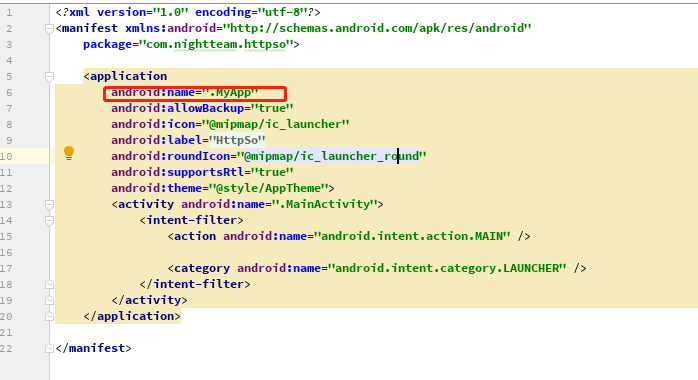 1 <?xml version="1.0" encoding="utf-8"?>
2 <manifest xmlns:android="http://schemas.android.com/apk/res/android"
3 package="com.nightteam.httpso">
4
5 <application
6 android:name=".MyApp"
7 android:allowBackup="true"
8 android:icon="@mipmap/ic_launcher"
9 android:label="HttpSo"
10 android:roundIcon="@mipmap/ic_launcher_round"
11 android:supportsRtl="true"
12 android:theme="@style/AppTheme">
13 <activity android:name=".MainActivity">
14 <intent-filter>
15 <action android:name="android.intent.action.MAIN" />
16
17 <category android:name="android.intent.category.LAUNCHER" />
18 </intent-filter>
19 </activity>
20 </application>
21
22 </manifest>